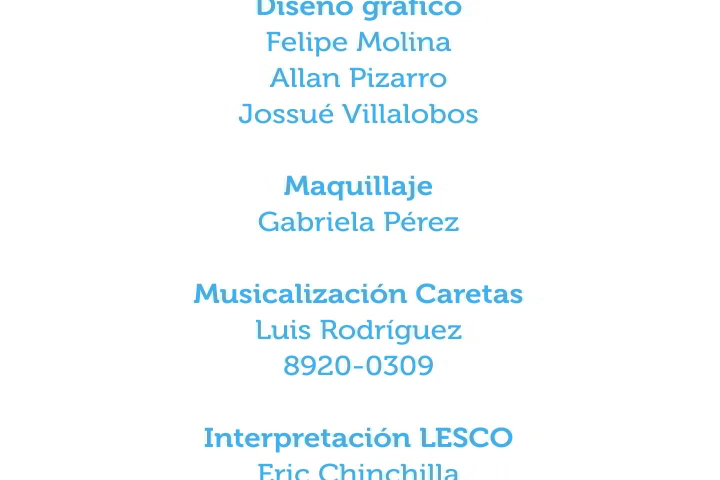 Diseño gráfico
Felipe Molina
Allan Pizarro
Jossué Villalobos
Maquillaje
Gabriela Pérez
Musicalización Caretas
Luis Rodríguez
8920-0309
Interpretación LESCO
Eric Chinchilla